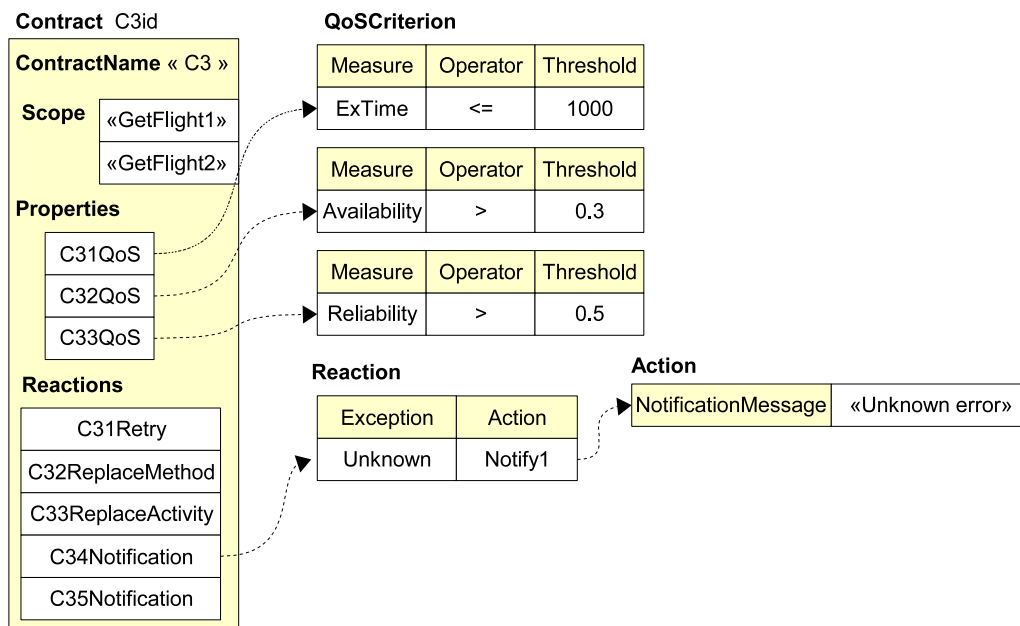 Contract C3id
ContractName « C3 »
Scope
«GetFlight1»
«GetFlight2»
Properties
C31QoS
C32QoS
C33QoS
Reactions
C31Retry
C32ReplaceMethod
C33ReplaceActivity
C34Notification
C35Notification
QoSCriterion
Measure Operator Threshold
ExTime <= 1000
Measure Operator Threshold
Availability > 0.3
Measure Operator Threshold
Reliability > 0.5
Reaction
Exception Action
Unknown Notify1
Action
NotificationMessage «Unknown error»